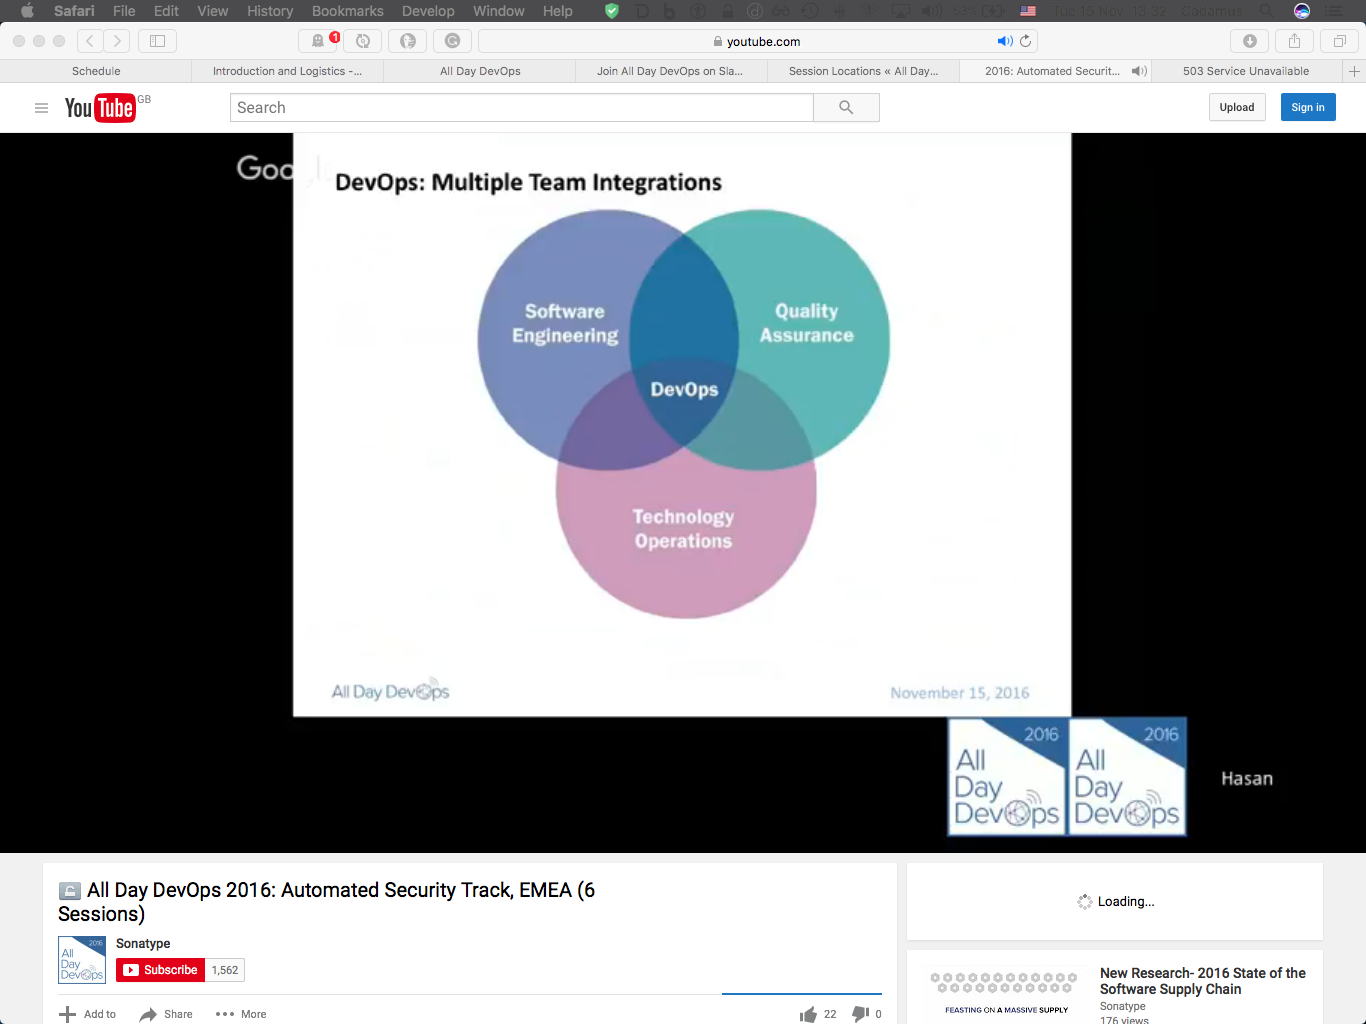 Safari File Edit View History Bookmarks Develop Window Help
1
youtube.com
Schedule
Introduction and Logistics -...
All Day DevOps
Join All Day DevOps on Sla...
Session Locations « All Day...
2016: Automated Securit...
503 Service Unavailable
YouTube GB
Search
Upload
Sign in
Goo
DevOps: Multiple Team Integrations
Software
Engineering
Quality
Assurance
DevOps
Technology
Operations
All Day DevOps
November 15, 2016
2016
All
Day
DevOps
2016
All
Day
DevOps
Hasan
All Day DevOps 2016: Automated Security Track, EMEA (6
Sessions)
2016
All
Day
DevOps
Sonatype
Subscribe 1,562
Add to Share More
22 0
Loading...
FEASTING ON A MASSIVE SUPPLY
New Research- 2016 State of the
Software Supply Chain
Sonatype
176 views